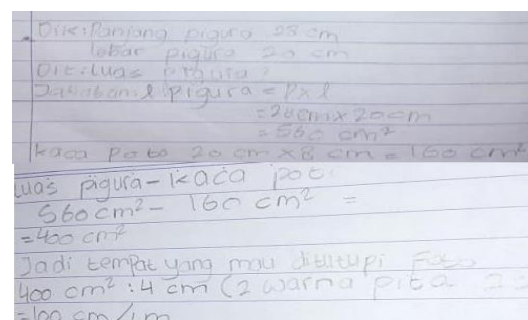 Dik: Panjang pigura 28 cm
lebar pigura 20 cm
Dit: Luas pigura?
Jawaban L pigura = P x l
= 28 cm x 20 cm
= 560 cm²
kaca poto 20 cm x 8 cm = 160 cm²
Luas pigura - kaca pot
560 cm² - 160 cm² =
= 400 cm²
Jadi tempat yang mau ditutupi Foto
400 cm² : 4 cm (2 warna pita
= 100 cm / 1 m